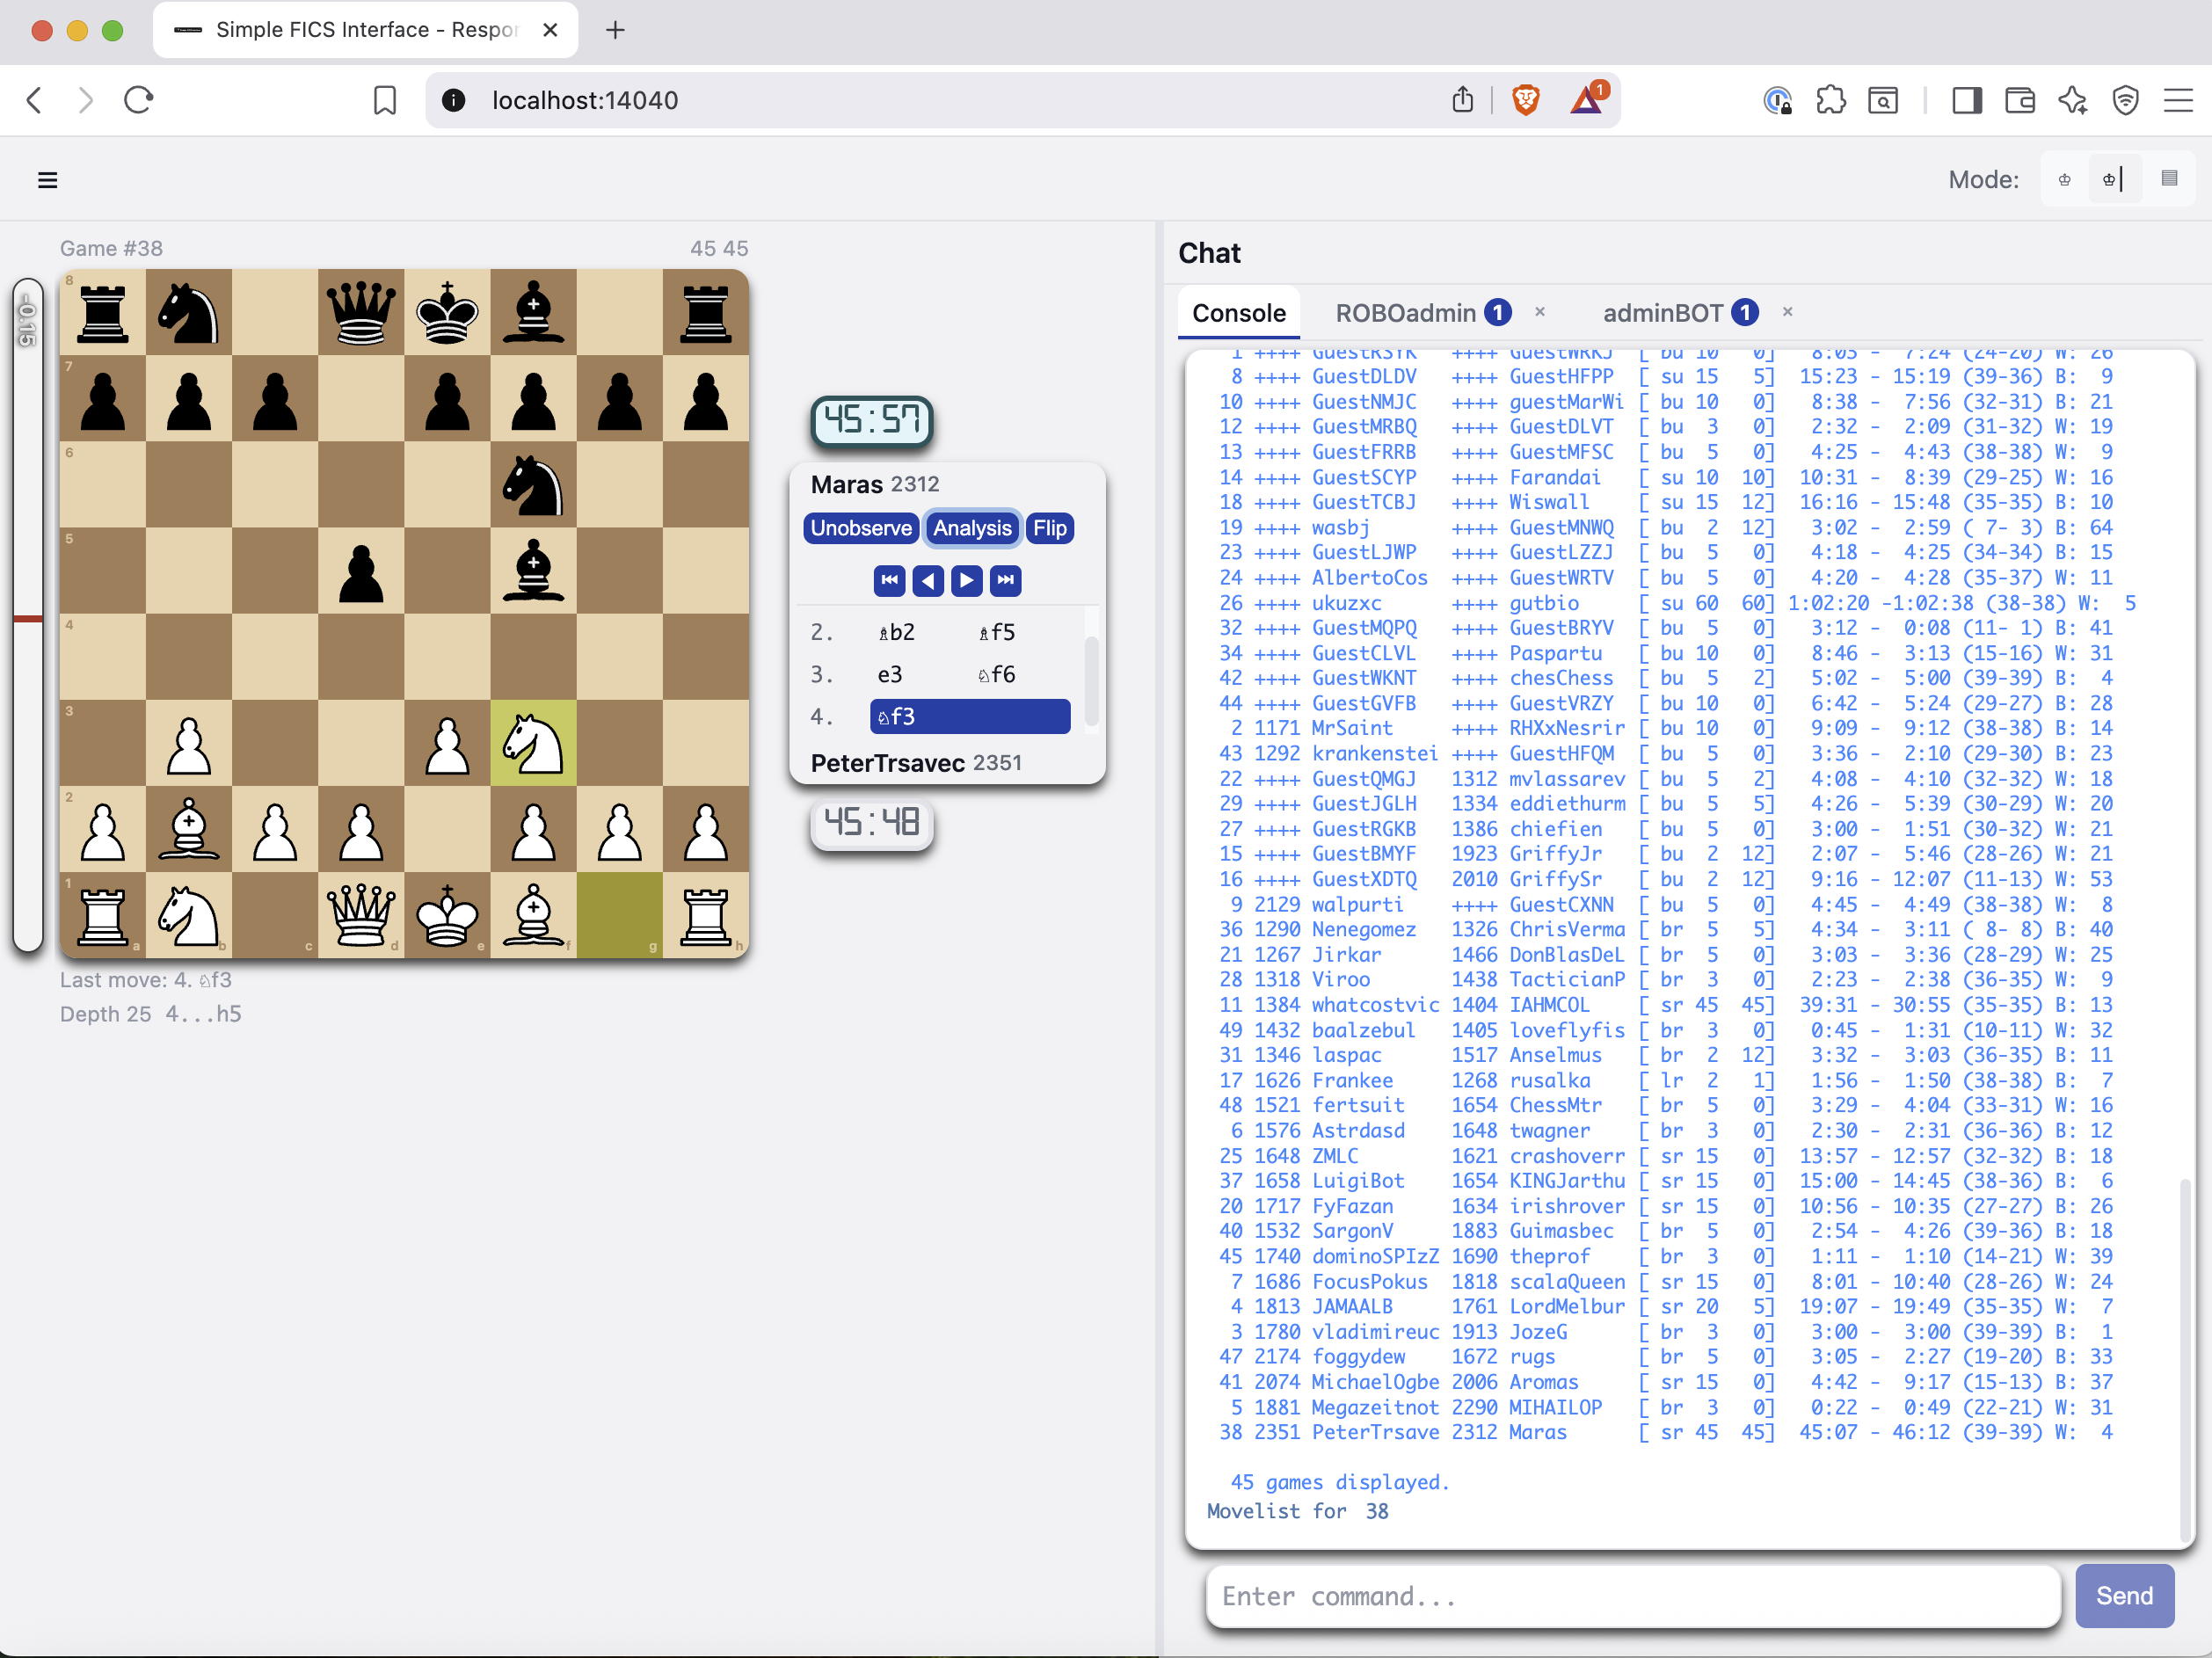 Simple FICS Interface - Respon
localhost:14040
1
Mode:
Game #38
45 45
-0.15
8
7
6
5
4
3
2
1
a
b
c
d
e
f
g
h
Last move: 4. ♘f3
Depth 25 4...h5
45:57
Maras 2312
Unobserve Analysis Flip
2. ♗b2 ♗f5
3. e3 ♘f6
4. ♘f3
PeterTrsavec 2351
45:48
Chat
Console ROBOadmin 1 × adminBOT 1 ×
1 ++++ GuestRSYK ++++ GuestWRKJ [ bu 10 0] 8:03 - 7:24 (24-20) W: 26
8 ++++ GuestDLDV ++++ GuestHFPP [ su 15 5] 15:23 - 15:19 (39-36) B: 9
10 ++++ GuestNMJC ++++ guestMarWi [ bu 10 0] 8:38 - 7:56 (32-31) B: 21
12 ++++ GuestMRBQ ++++ GuestDLVT [ bu 3 0] 2:32 - 2:09 (31-32) W: 19
13 ++++ GuestFRRB ++++ GuestMFSC [ bu 5 0] 4:25 - 4:43 (38-38) W: 9
14 ++++ GuestSCYP ++++ Farandai [ su 10 10] 10:31 - 8:39 (29-25) W: 16
18 ++++ GuestTCBJ ++++ Wiswall [ su 15 12] 16:16 - 15:48 (35-35) B: 10
19 ++++ wasbj ++++ GuestMNWQ [ bu 2 12] 3:02 - 2:59 ( 7- 3) B: 64
23 ++++ GuestLJWP ++++ GuestLZZJ [ bu 5 0] 4:18 - 4:25 (34-34) B: 15
24 ++++ AlbertoCos ++++ GuestWRTV [ bu 5 0] 4:20 - 4:28 (35-37) W: 11
26 ++++ ukuzxc ++++ gutbio [ su 60 60] 1:02:20 -1:02:38 (38-38) W: 5
32 ++++ GuestMQPQ ++++ GuestBRYV [ bu 5 0] 3:12 - 0:08 (11- 1) B: 41
34 ++++ GuestCLVL ++++ Paspartu [ bu 10 0] 8:46 - 3:13 (15-16) W: 31
42 ++++ GuestWKNT ++++ chesChess [ bu 5 2] 5:02 - 5:00 (39-39) B: 4
44 ++++ GuestGVFB ++++ GuestVRZY [ bu 10 0] 6:42 - 5:24 (29-27) B: 28
2 1171 MrSaint ++++ RHXxNesrir [ bu 10 0] 9:09 - 9:12 (38-38) B: 14
43 1292 krankenstei ++++ GuestHFQM [ bu 5 0] 3:36 - 2:10 (29-30) B: 23
22 ++++ GuestQMGJ 1312 mvlassarev [ bu 5 2] 4:08 - 4:10 (32-32) W: 18
29 ++++ GuestJGLH 1334 eddiethurm [ bu 5 5] 4:26 - 5:39 (30-29) W: 20
27 ++++ GuestRGKB 1386 chiefien [ bu 5 0] 3:00 - 1:51 (30-32) W: 21
15 ++++ GuestBMYF 1923 GriffyJr [ bu 2 12] 2:07 - 5:46 (28-26) W: 21
16 ++++ GuestXDTQ 2010 GriffySr [ bu 2 12] 9:16 - 12:07 (11-13) W: 53
9 2129 walpurti ++++ GuestCXNN [ bu 5 0] 4:45 - 4:49 (38-38) W: 8
36 1290 Nenegomez 1326 ChrisVerma [ br 5 5] 4:34 - 3:11 ( 8- 8) B: 40
21 1267 Jirkar 1466 DonBlasDeL [ br 5 0] 3:03 - 3:36 (28-29) W: 25
28 1318 Viroo 1438 TacticianP [ br 3 0] 2:23 - 2:38 (36-35) W: 9
11 1384 whatcostvic 1404 IAHMCOL [ sr 45 45] 39:31 - 30:55 (35-35) B: 13
49 1432 baalzebul 1405 loveflyfis [ br 3 0] 0:45 - 1:31 (10-11) W: 32
31 1346 laspac 1517 Anselmus [ br 2 12] 3:32 - 3:03 (36-35) B: 11
17 1626 Frankee 1268 rusalka [ lr 2 1] 1:56 - 1:50 (38-38) B: 7
48 1521 fertsuit 1654 ChessMtr [ br 5 0] 3:29 - 4:04 (33-31) W: 16
6 1576 Astrdasd 1648 twagner [ br 3 0] 2:30 - 2:31 (36-36) B: 12
25 1648 ZMLC 1621 crashoverr [ sr 15 0] 13:57 - 12:57 (32-32) B: 18
37 1658 LuigiBot 1654 KINGJarthu [ sr 15 0] 15:00 - 14:45 (38-36) B: 6
20 1717 FyFazan 1634 irishrover [ sr 15 0] 10:56 - 10:35 (27-27) B: 26
40 1532 SargonV 1883 Guimasbec [ br 5 0] 2:54 - 4:26 (39-36) B: 18
45 1740 dominoSPIzZ 1690 theprof [ br 3 0] 1:11 - 1:10 (14-21) W: 39
7 1686 FocusPokus 1818 scalaQueen [ sr 15 0] 8:01 - 10:40 (28-26) W: 24
4 1813 JAMAALB 1761 LordMelbur [ sr 20 5] 19:07 - 19:49 (35-35) W: 7
3 1780 vladimireuc 1913 JozeG [ br 3 0] 3:00 - 3:00 (39-39) B: 1
47 2174 foggydew 1672 rugs [ br 5 0] 3:05 - 2:27 (19-20) B: 33
41 2074 MichaelOgbe 2006 Aromas [ sr 15 0] 4:42 - 9:17 (15-13) B: 37
5 1881 Megazeitnot 2290 MIHAILOP [ br 3 0] 0:22 - 0:49 (22-21) W: 31
38 2351 PeterTrsave 2312 Maras [ sr 45 45] 45:07 - 46:12 (39-39) W: 4
45 games displayed.
Movelist for 38
Enter command...
Send